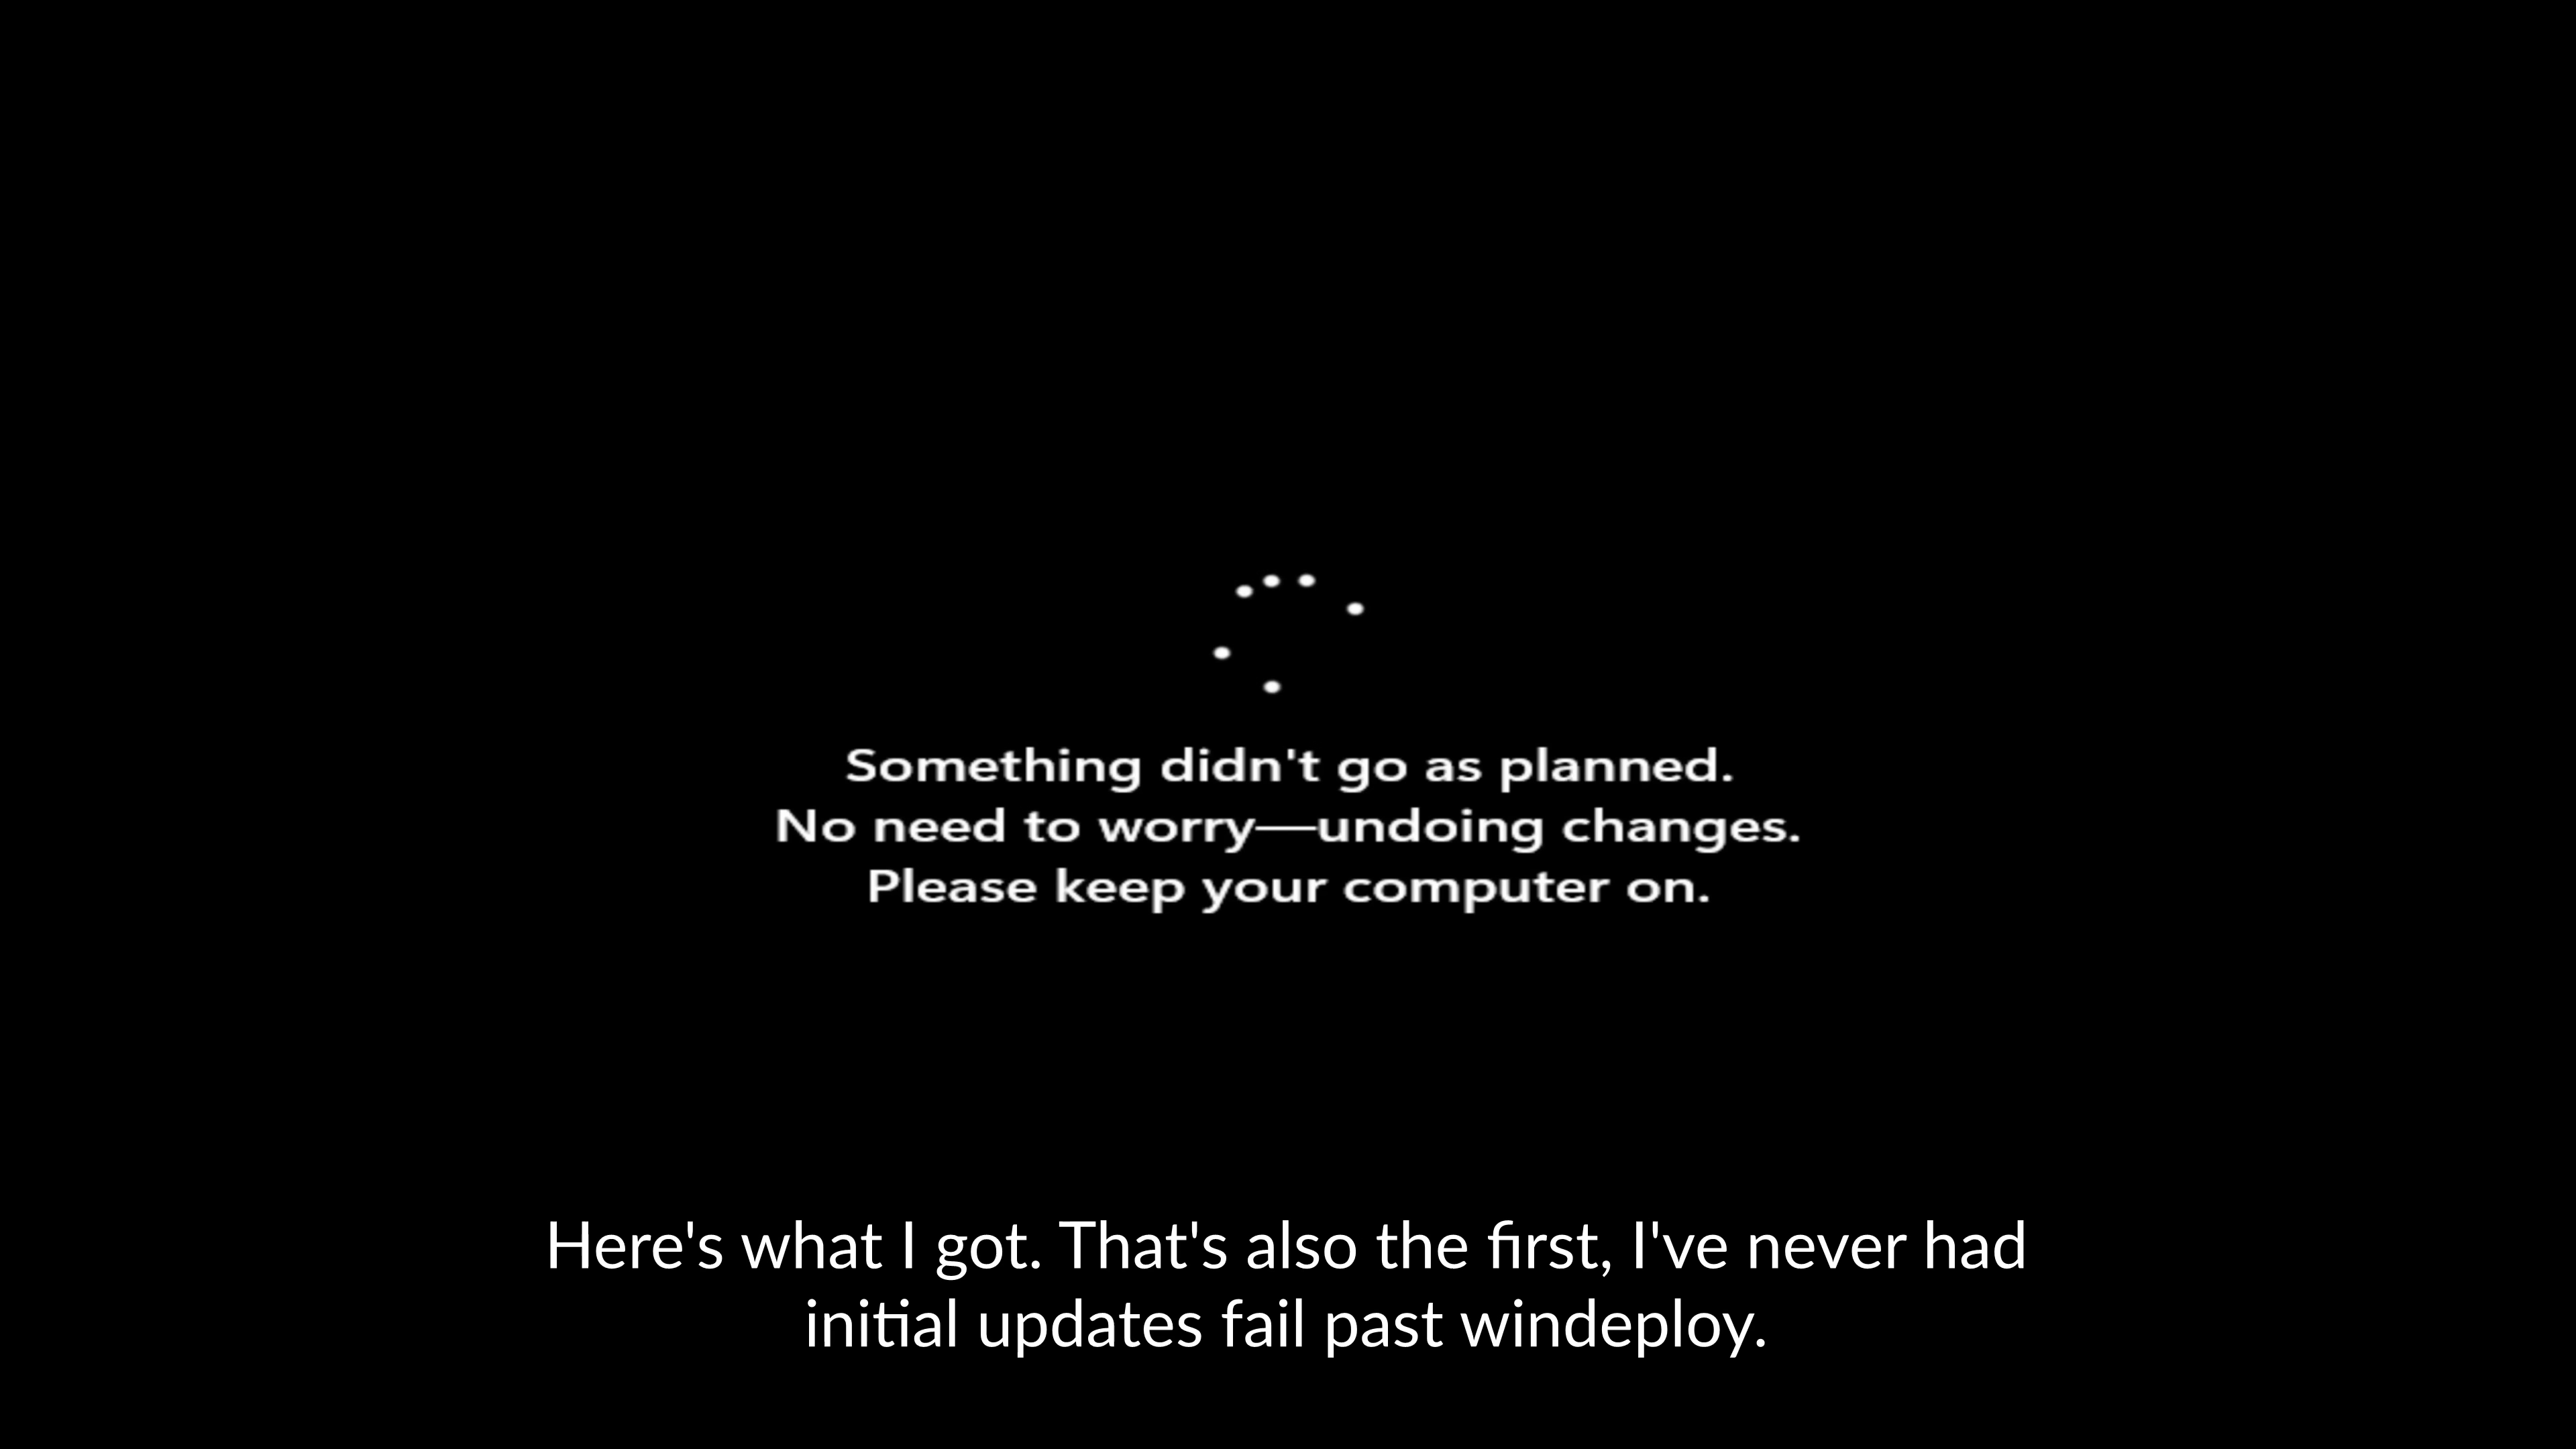 Something didn't go as planned.
No need to worry—undoing changes.
Please keep your computer on.
Here's what I got. That's also the first, I've never had
initial updates fail past windeploy.